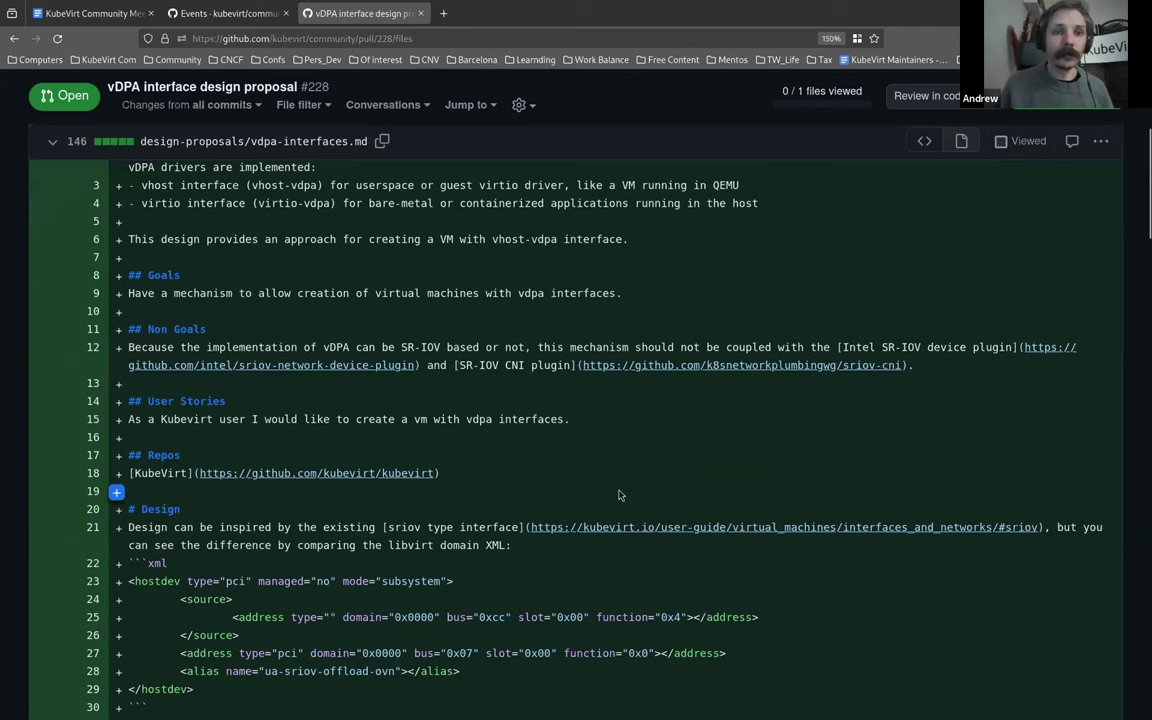 KubeVirt Community Mee
Events · kubevirt/commu
vDPA interface design pro
https://github.com/kubevirt/community/pull/228/files
150%
Computers
KubeVirt Com
Community
CNCF
Confs
Pers_Dev
Of interest
CNV
Barcelona
Learnding
Work Balance
Free Content
Mentos
TW_Life
Tax
KubeVirt Maintainers -...
KubeVirt
Andrew
Open
vDPA interface design proposal #228
Changes from all commits
File filter
Conversations
Jump to
0 / 1 files viewed
Review in cod
146 design-proposals/vdpa-interfaces.md
Viewed
vDPA drivers are implemented:
3 + - vhost interface (vhost-vdpa) for userspace or guest virtio driver, like a VM running in QEMU
4 + - virtio interface (virtio-vdpa) for bare-metal or containerized applications running in the host
5 +
6 + This design provides an approach for creating a VM with vhost-vdpa interface.
7 +
8 + ## Goals
9 + Have a mechanism to allow creation of virtual machines with vdpa interfaces.
10 +
11 + ## Non Goals
12 + Because the implementation of vDPA can be SR-IOV based or not, this mechanism should not be coupled with the [Intel SR-IOV device plugin](https://
github.com/intel/sriov-network-device-plugin) and [SR-IOV CNI plugin](https://github.com/k8snetworkplumbingwg/sriov-cni).
13 +
14 + ## User Stories
15 + As a Kubevirt user I would like to create a vm with vdpa interfaces.
16 +
17 + ## Repos
18 + [KubeVirt](https://github.com/kubevirt/kubevirt)
19 +
20 + # Design
21 + Design can be inspired by the existing [sriov type interface](https://kubevirt.io/user-guide/virtual_machines/interfaces_and_networks/#sriov), but you
can see the difference by comparing the libvirt domain XML:
22 + ```xml
23 + <hostdev type="pci" managed="no" mode="subsystem">
24 + <source>
25 + <address type="" domain="0x0000" bus="0xcc" slot="0x00" function="0x4"></address>
26 + </source>
27 + <address type="pci" domain="0x0000" bus="0x07" slot="0x00" function="0x0"></address>
28 + <alias name="ua-sriov-offload-ovn"></alias>
29 + </hostdev>
30 + ```